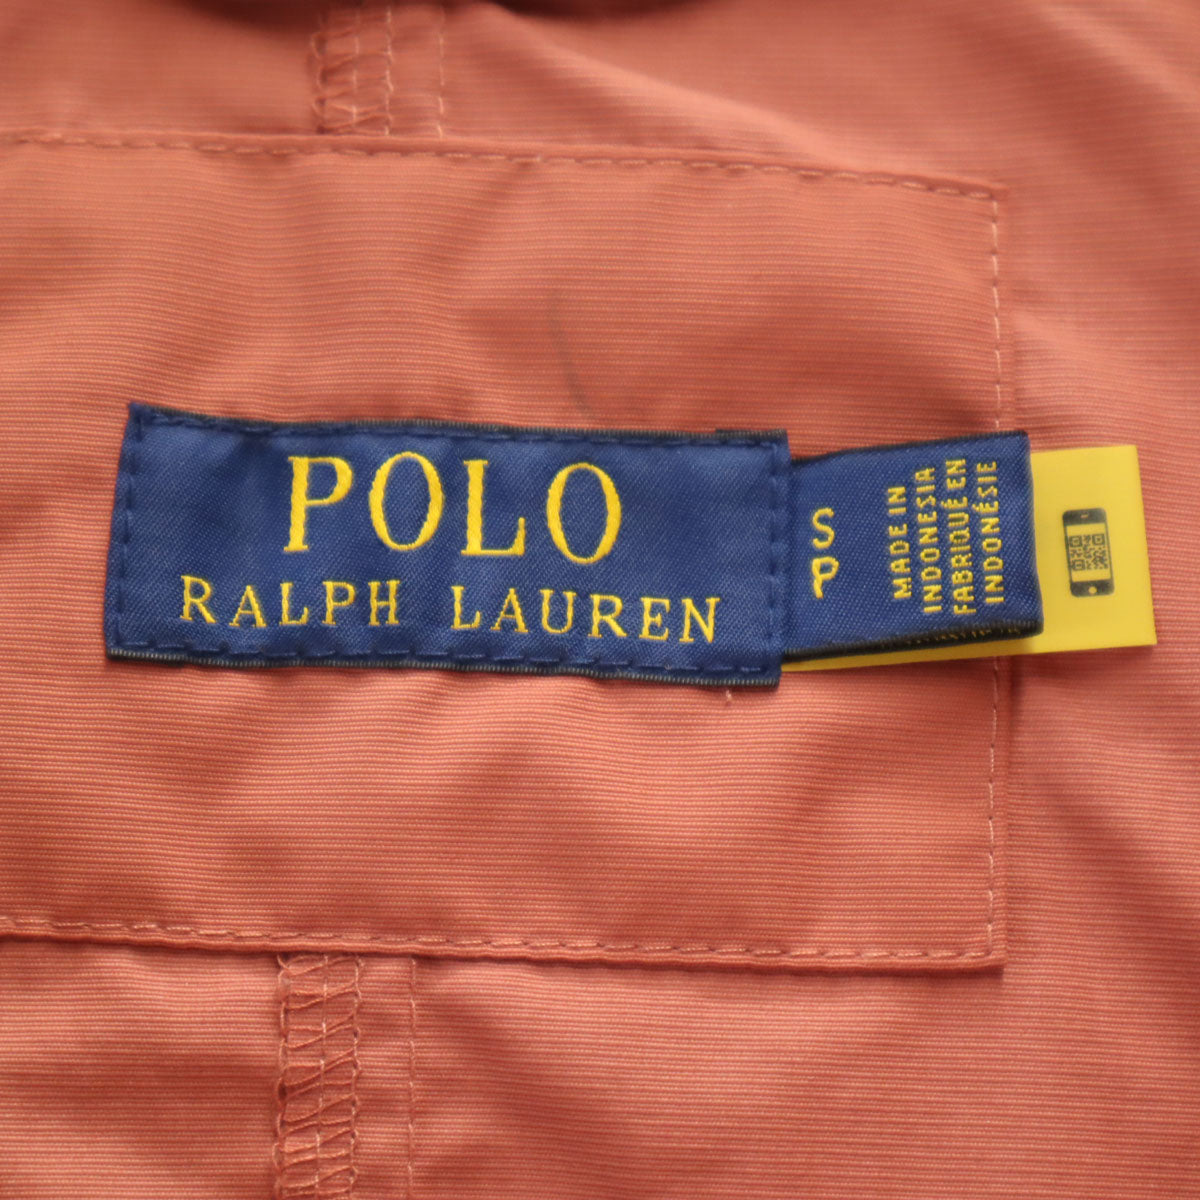 POLO
RALPH LAUREN
S
P
MADE IN
INDONESIA
FABRIQUÉ EN
INDONÉSIE